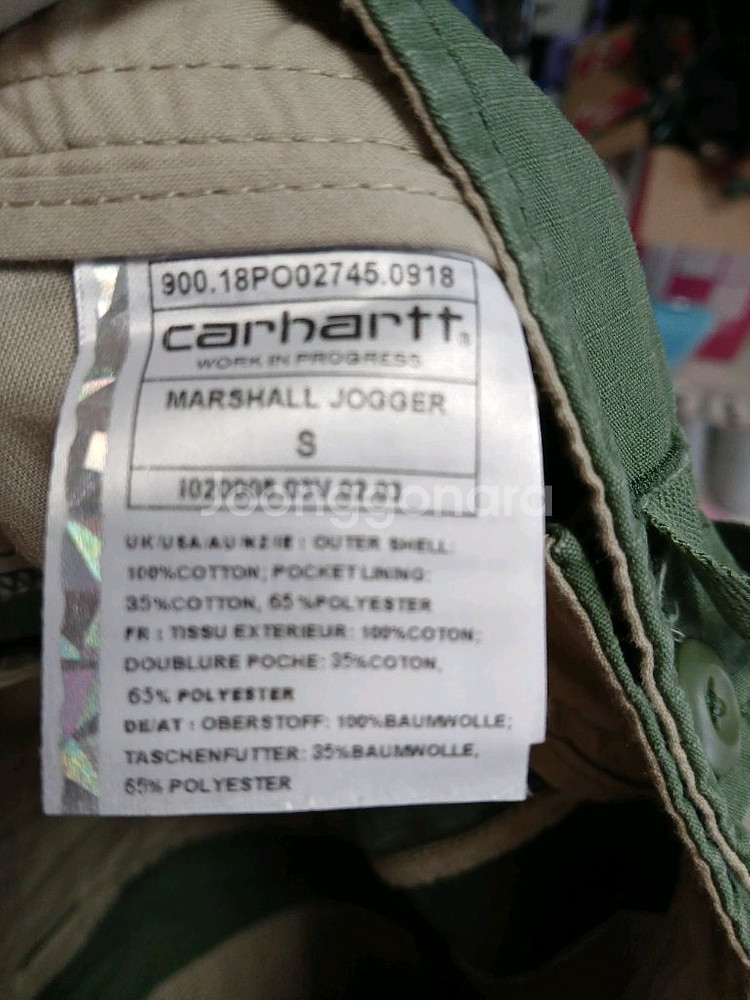 900.18PO02745.0918
carhartt®
WORK IN PROGRESS
MARSHALL JOGGER
S
Joonggonara
UK/USA/AU/NZ/IE : OUTER SHELL:
100%COTTON; POCKET LINING:
35%COTTON, 65%POLYESTER
FR : TISSU EXTERIEUR: 100%COTON;
DOUBLURE POCHE: 35%COTON,
65% POLYESTER
DE/AT : OBERSTOFF: 100%BAUMWOLLE;
TASCHENFUTTER: 35%BAUMWOLLE,
65% POLYESTER